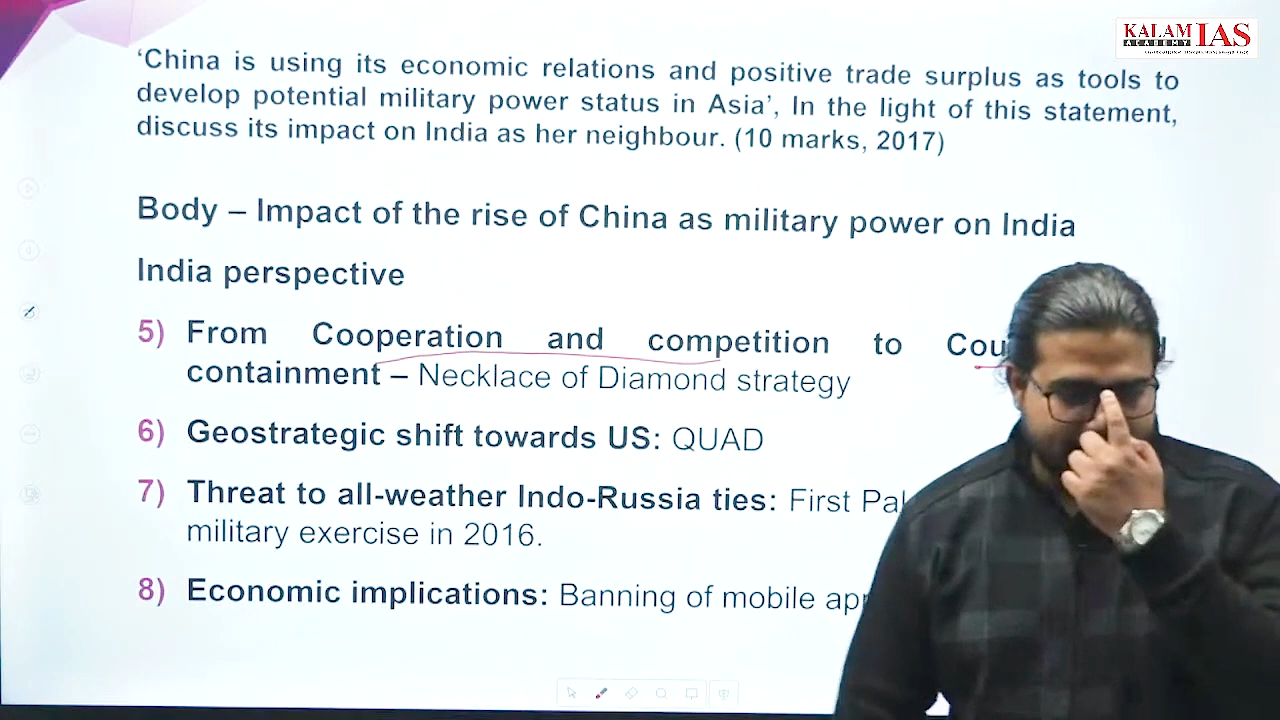 KALAM IAS
ACADEMY
‘China is using its economic relations and positive trade surplus as tools to
develop potential military power status in Asia’, In the light of this statement,
discuss its impact on India as her neighbour. (10 marks, 2017)
Body – Impact of the rise of China as military power on India
India perspective
5) From Cooperation and competition to
containment – Necklace of Diamond strategy
6) Geostrategic shift towards US: QUAD
7) Threat to all-weather Indo-Russia ties: First
military exercise in 2016.
8) Economic implications: Banning of mobile